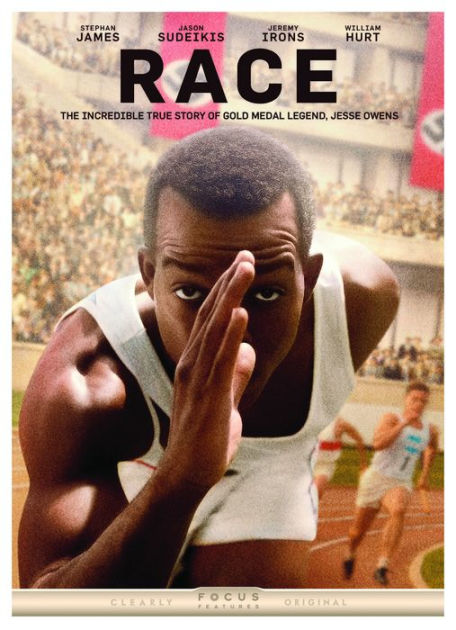 STEPHAN JAMES
JASON SUDEIKIS
JEREMY IRONS
WILLIAM HURT
RACE
THE INCREDIBLE TRUE STORY OF GOLD MEDAL LEGEND, JESSE OWENS
CLEARLY FOCUS FEATURES ORIGINAL